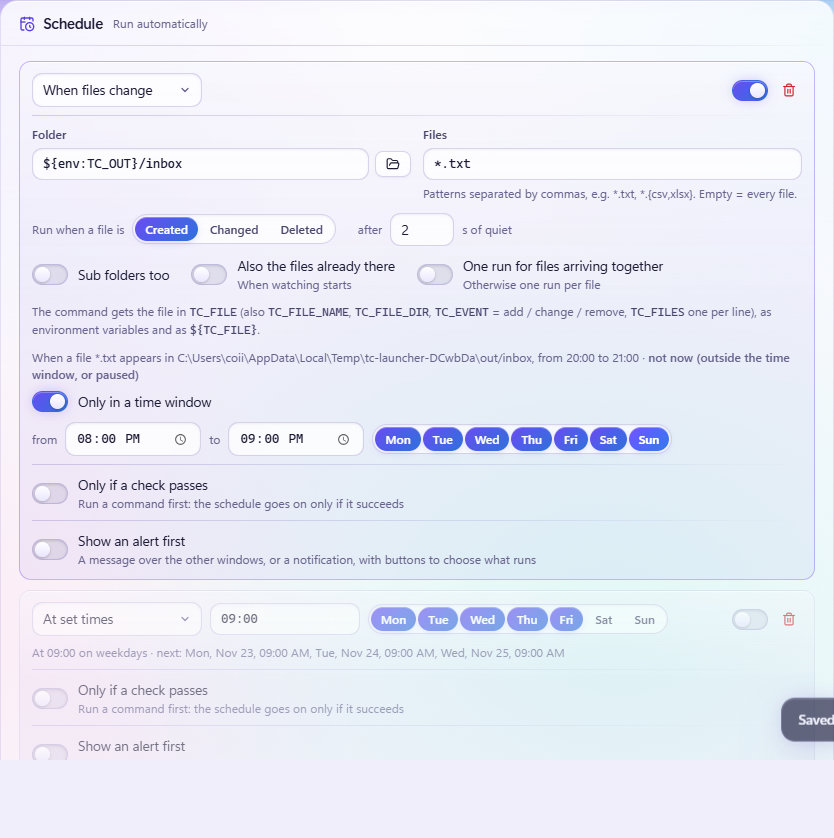 Schedule Run automatically
When files change
Folder Files
${env:TC_OUT}/inbox *.txt
Patterns separated by commas, e.g. *.txt, *.{csv,xlsx}. Empty = every file.
Run when a file is Created Changed Deleted after 2 s of quiet
Sub folders too Also the files already there One run for files arriving together
When watching starts Otherwise one run per file
The command gets the file in TC_FILE (also TC_FILE_NAME, TC_FILE_DIR, TC_EVENT = add / change / remove, TC_FILES one per line), as
environment variables and as ${TC_FILE}.
When a file *.txt appears in C:\Users\coii\AppData\Local\Temp\tc-launcher-DCwbDa\out/inbox, from 20:00 to 21:00 · not now (outside the time
window, or paused)
Only in a time window
from 08:00 PM to 09:00 PM Mon Tue Wed Thu Fri Sat Sun
Only if a check passes
Run a command first: the schedule goes on only if it succeeds
Show an alert first
A message over the other windows, or a notification, with buttons to choose what runs
At set times 09:00 Mon Tue Wed Thu Fri Sat Sun
At 09:00 on weekdays · next: Mon, Nov 23, 09:00 AM, Tue, Nov 24, 09:00 AM, Wed, Nov 25, 09:00 AM
Only if a check passes
Run a command first: the schedule goes on only if it succeeds
Saved
Show an alert first